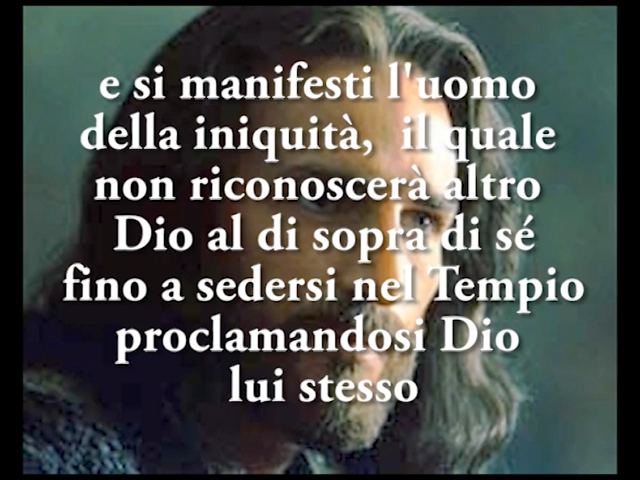 e si manifesti l'uomo
della iniquità, il quale
non riconoscerà altro
Dio al di sopra di sé
fino a sedersi nel Tempio
proclamandosi Dio
lui stesso